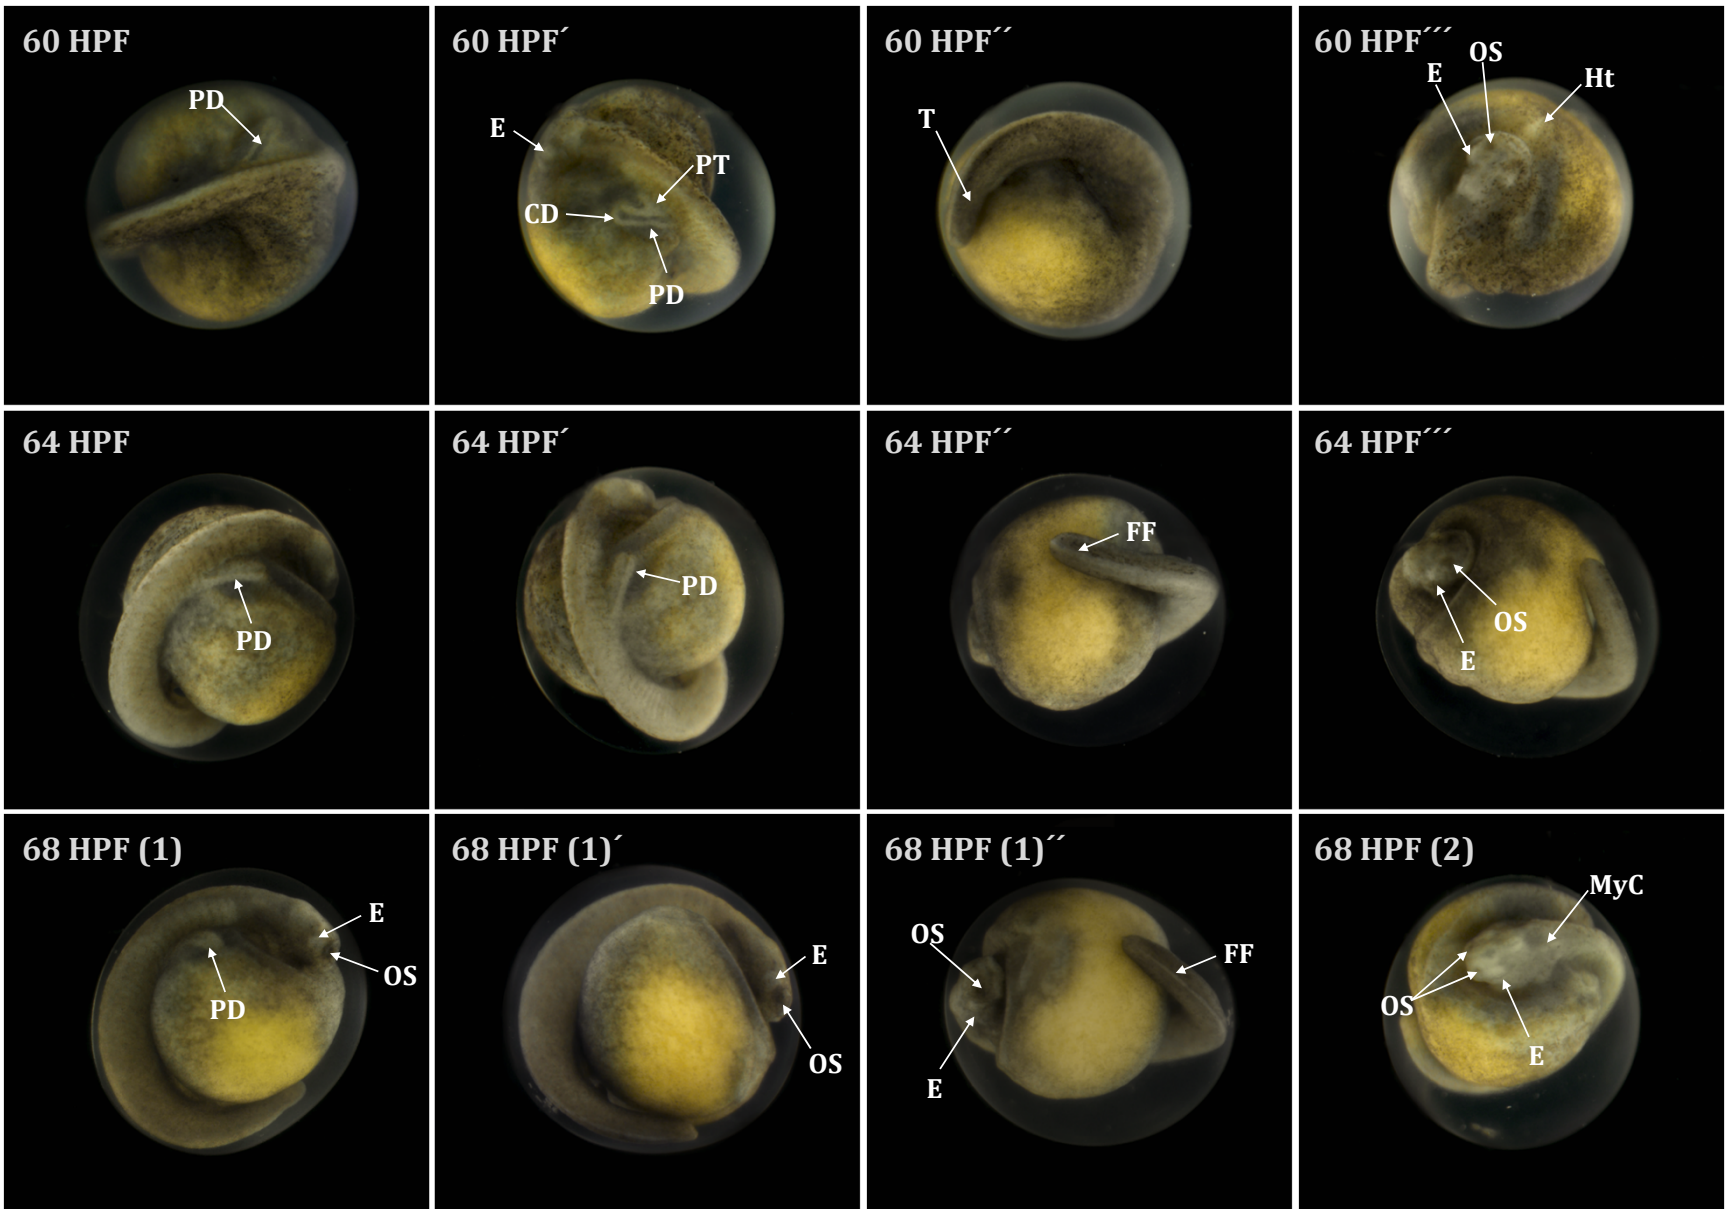 60 HPF
PD
60 HPF´
E
PT
CD
PD
60 HPF´´
T
60 HPF´´´
OS
E
Ht
64 HPF
PD
64 HPF´
PD
64 HPF´´
FF
64 HPF´´´
OS
E
68 HPF (1)
E
OS
PD
68 HPF (1)´
E
OS
68 HPF (1)´´
OS
FF
E
68 HPF (2)
MyC
OS
E